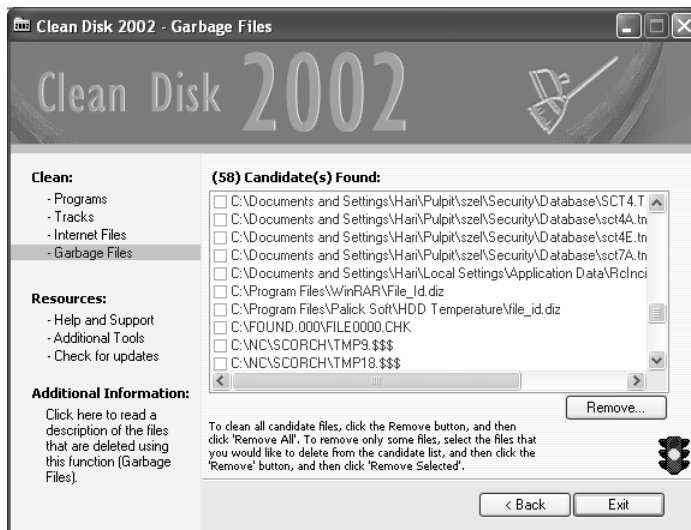 Clean Disk 2002 - Garbage Files
Clean Disk 2002
Clean:
- Programs
- Tracks
- Internet Files
- Garbage Files
Resources:
- Help and Support
- Additional Tools
- Check for updates
Additional Information:
Click here to read a
description of the files
that are deleted using
this function (Garbage
Files).
(58) Candidate(s) Found:
C:\Documents and Settings\Hari\Pulpit\szel\Security\Database\SCT4.T
C:\Documents and Settings\Hari\Pulpit\szel\Security\Database\sct4A.tn
C:\Documents and Settings\Hari\Pulpit\szel\Security\Database\sct4E.tn
C:\Documents and Settings\Hari\Pulpit\szel\Security\Database\sct7A.tn
C:\Documents and Settings\Hari\Local Settings\Application Data\RcInci
C:\Program Files\WinRAR\File_Id.diz
C:\Program Files\Palick Soft\HDD Temperature\file_id.diz
C:\FOUND.000\FILE0000.CHK
C:\NC\SCORCH\TMP9.$$$
C:\NC\SCORCH\TMP18.$$$
Remove...
To clean all candidate files, click the Remove button, and then
click 'Remove All'. To remove only some files, select the files that
you would like to delete from the candidate list, and then click the
'Remove' button, and then click 'Remove Selected'.
< Back
Exit